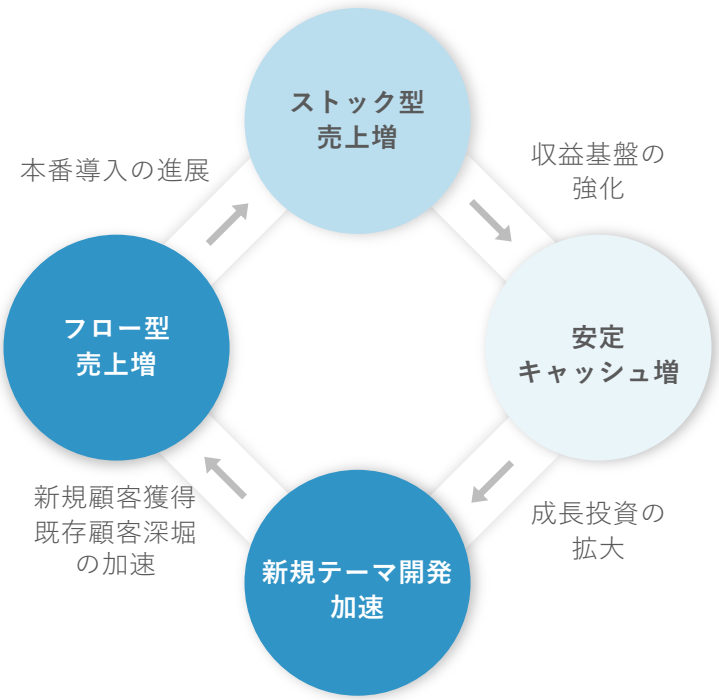 ストック型
売上増
収益基盤の
強化
安定
キャッシュ増
成長投資の
拡大
新規テーマ開発
加速
新規顧客獲得
既存顧客深堀
の加速
フロー型
売上増
本番導入の進展